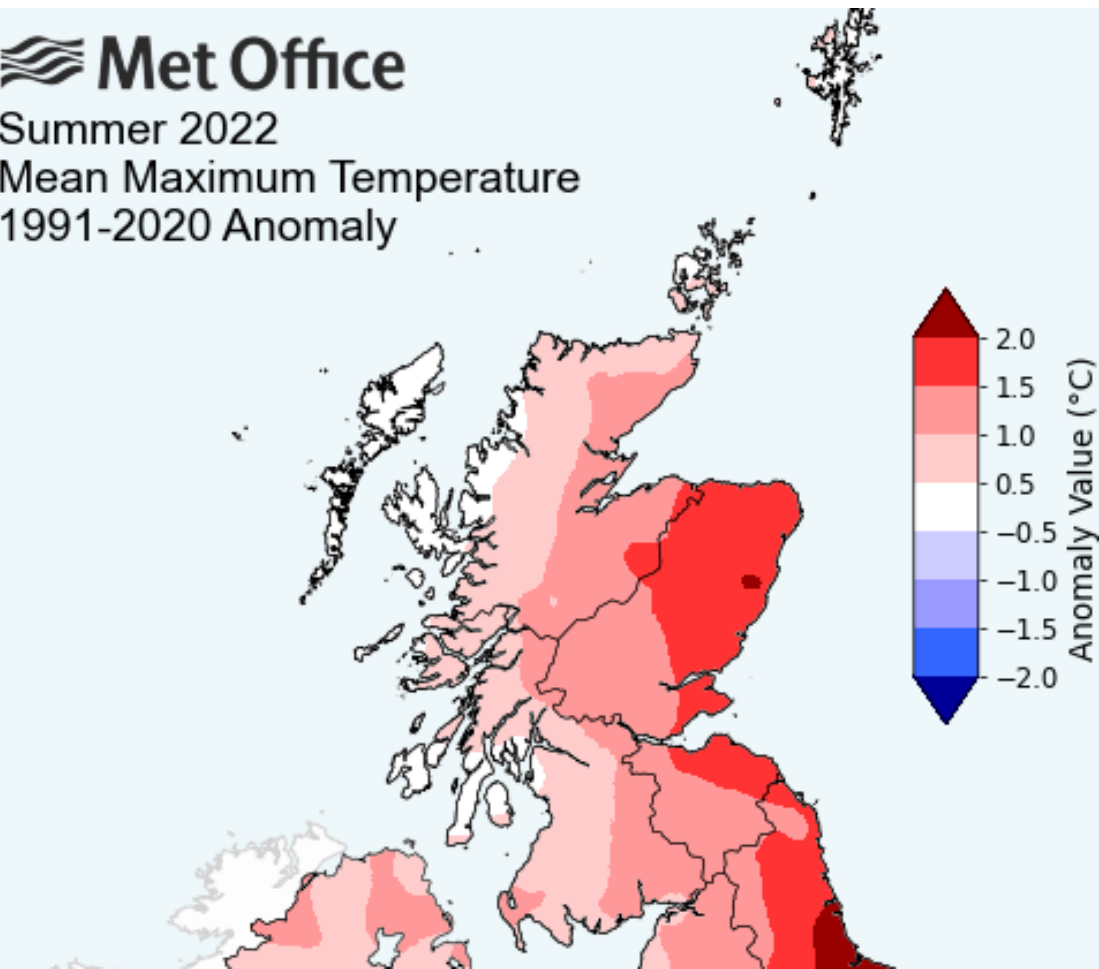 Met Office
Summer 2022
Mean Maximum Temperature
1991-2020 Anomaly
2.0
1.5
1.0
0.5
−0.5
−1.0
−1.5
−2.0
Anomaly Value (°C)